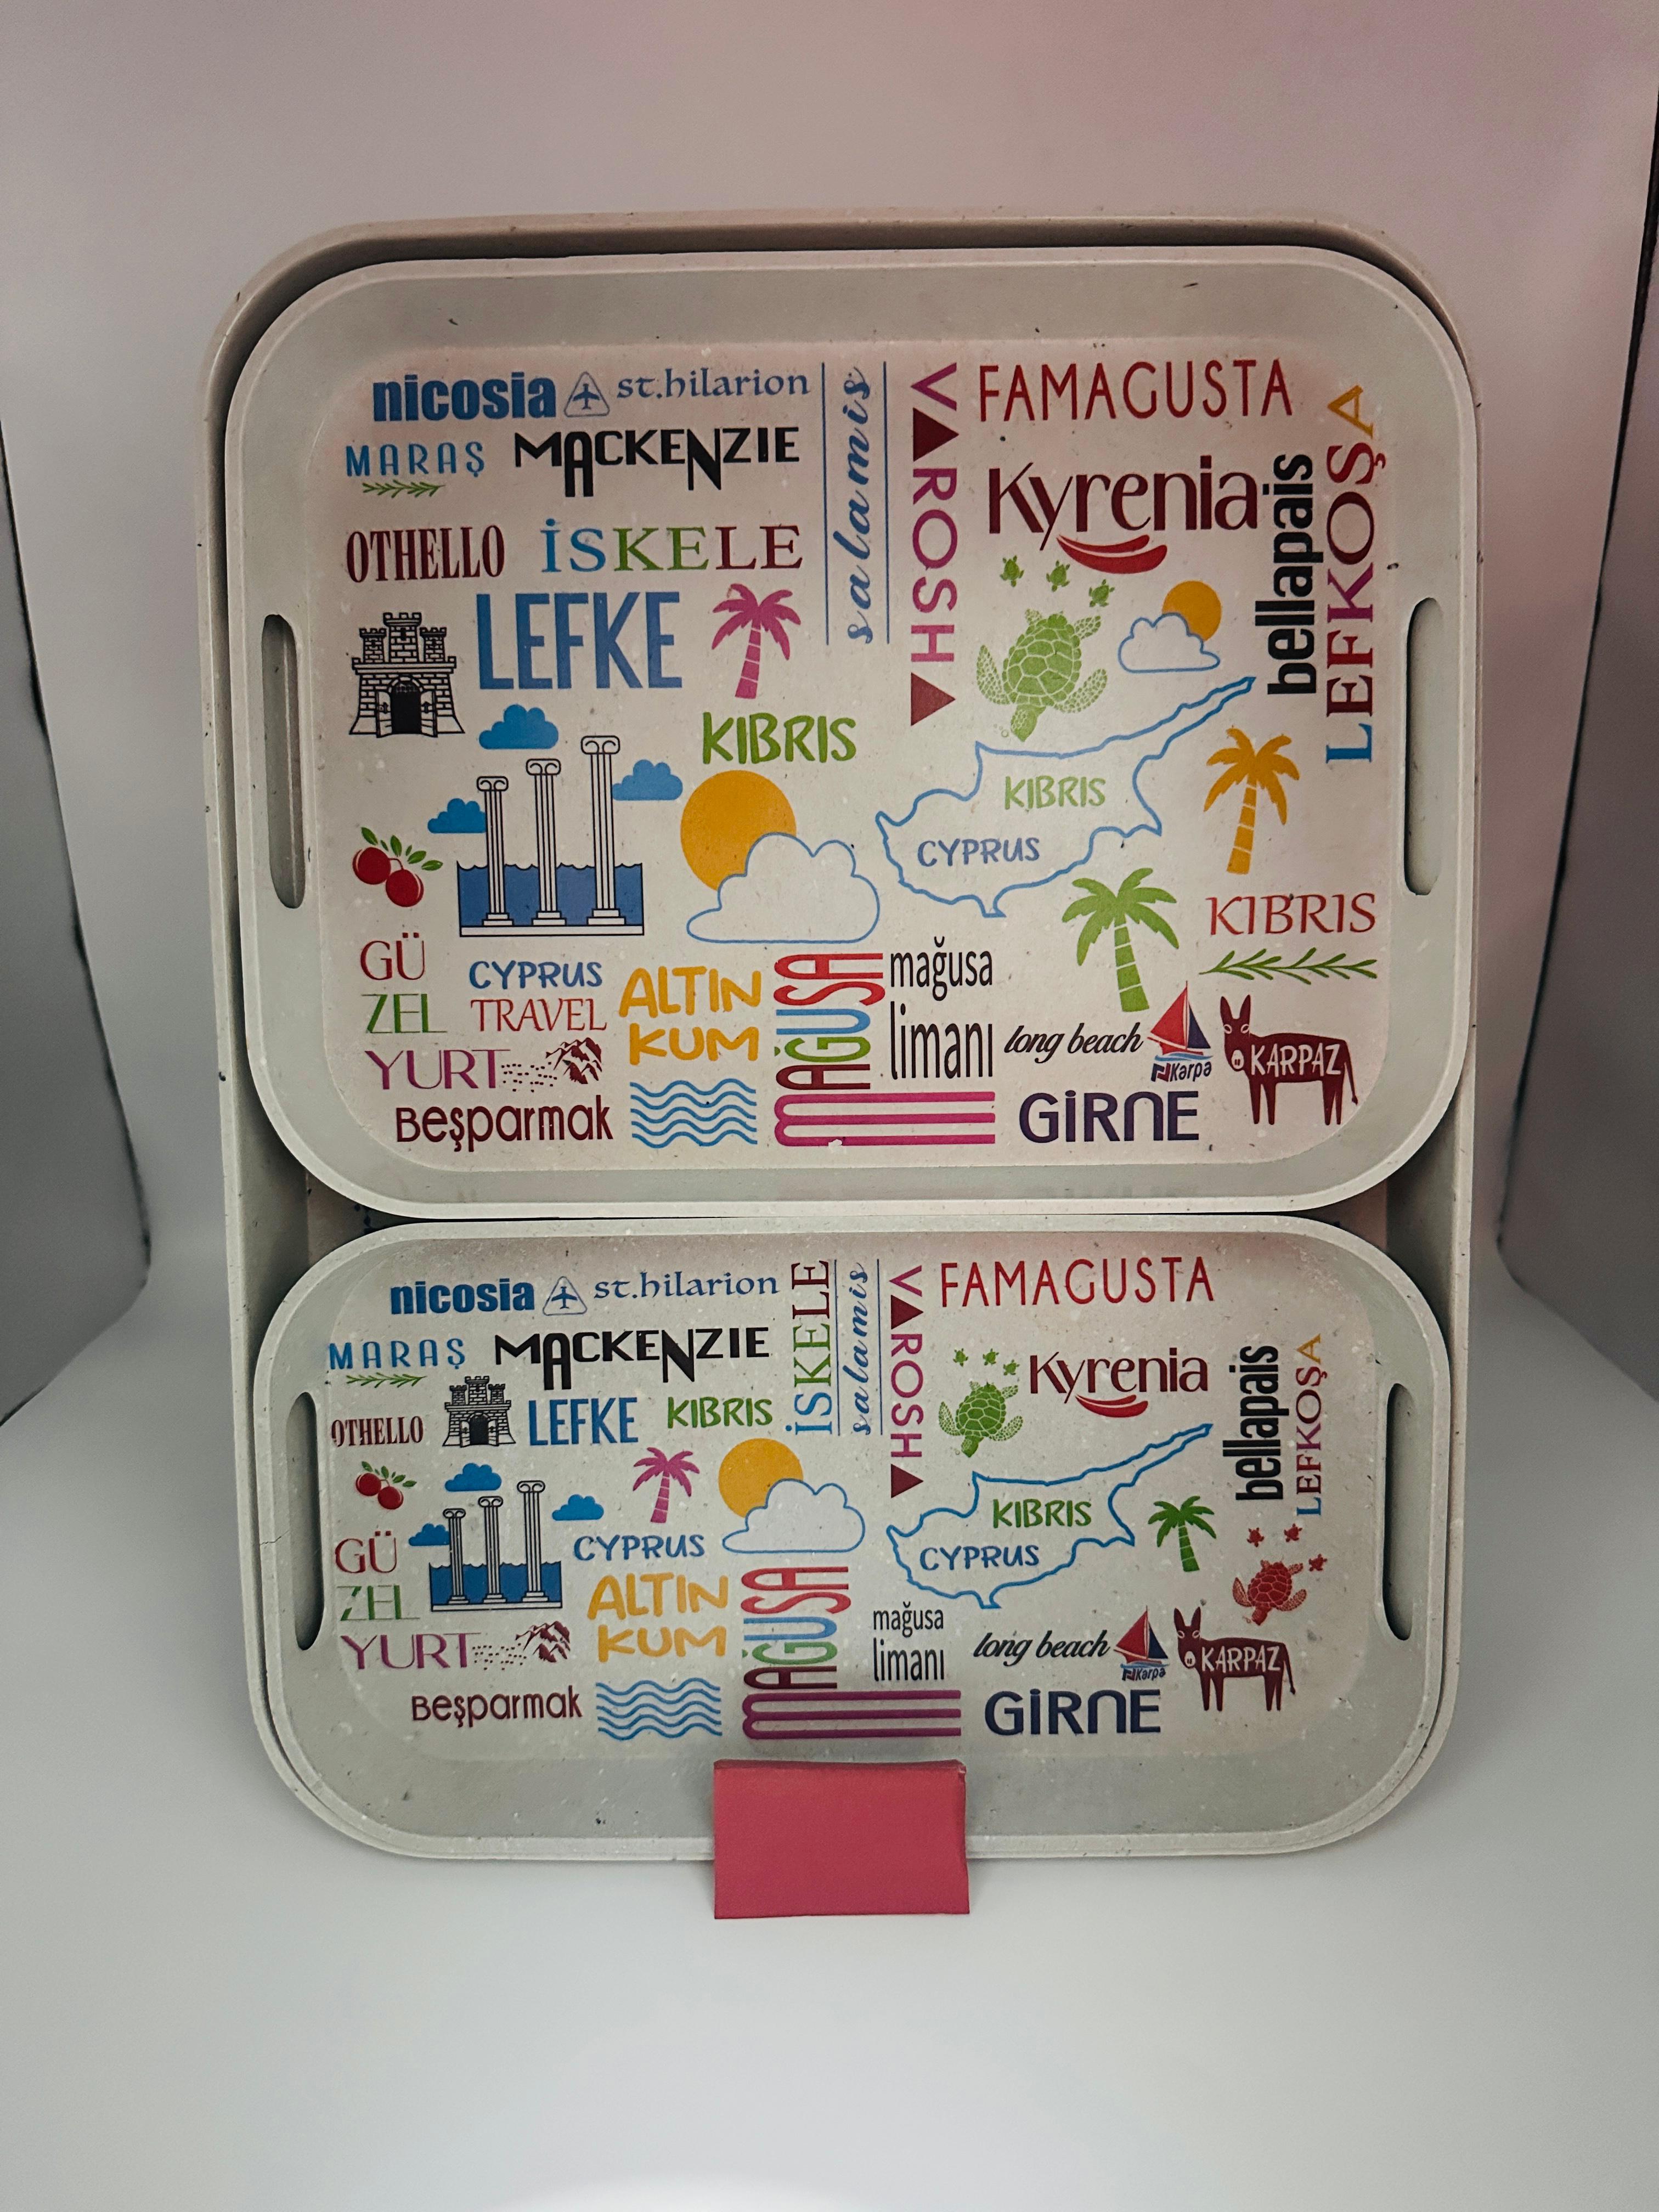 nicosia
st.hilarion
MARAŞ
MACKENZIE
OTHELLO
İSKELE
salamis
VAROSHA
FAMAGUSTA
Kyrenia
bellapais
LEFKOŞA
LEFKE
KIBRIS
KIBRIS
CYPRUS
KIBRIS
GÜ
ZEL
YURT
CYPRUS
TRAVEL
ALTIN
KUM
MAĞUSA
mağusa
limanı
long beach
Karpa
KARPAZ
Beşparmak
GİRNE
nicosia
st.hilarion
MARAŞ
MACKENZIE
İSKELE
salamis
VAROSHA
FAMAGUSTA
Kyrenia
bellapais
LEFKOŞA
OTHELLO
LEFKE
KIBRIS
KIBRIS
CYPRUS
GÜ
ZEL
YURT
CYPRUS
ALTIN
KUM
MAĞUSA
mağusa
limanı
long beach
Karpa
KARPAZ
Beşparmak
GİRNE